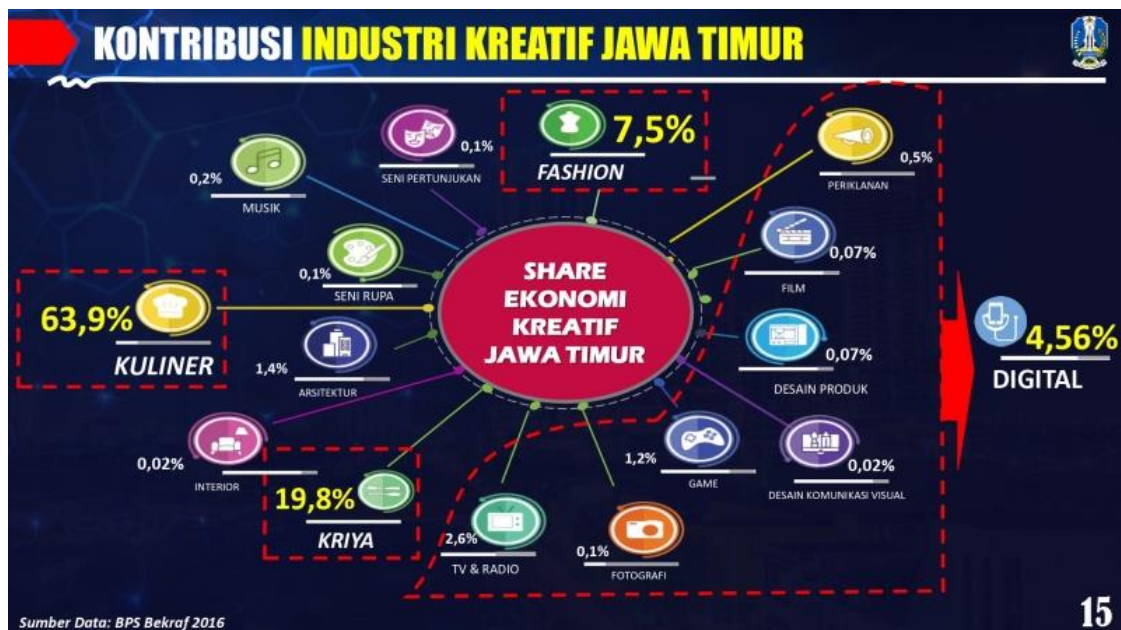 KONTRIBUSI INDUSTRI KREATIF JAWA TIMUR
0,2%
MUSIK
0,1%
SENI PERTUNJUKAN
7,5%
FASHION
0,5%
PERIKLANAN
0,1%
SENI RUPA
0,07%
FILM
63,9%
KULINER
1,4%
ARSITEKTUR
SHARE
EKONOMI
KREATIF
JAWA TIMUR
0,07%
DESAIN PRODUK
4,56%
DIGITAL
0,02%
INTERIOR
19,8%
KRIYA
2,6%
TV & RADIO
0,1%
FOTOGRAFI
1,2%
GAME
0,02%
DESAIN KOMUNIKASI VISUAL
Sumber Data: BPS Bekraf 2016
15